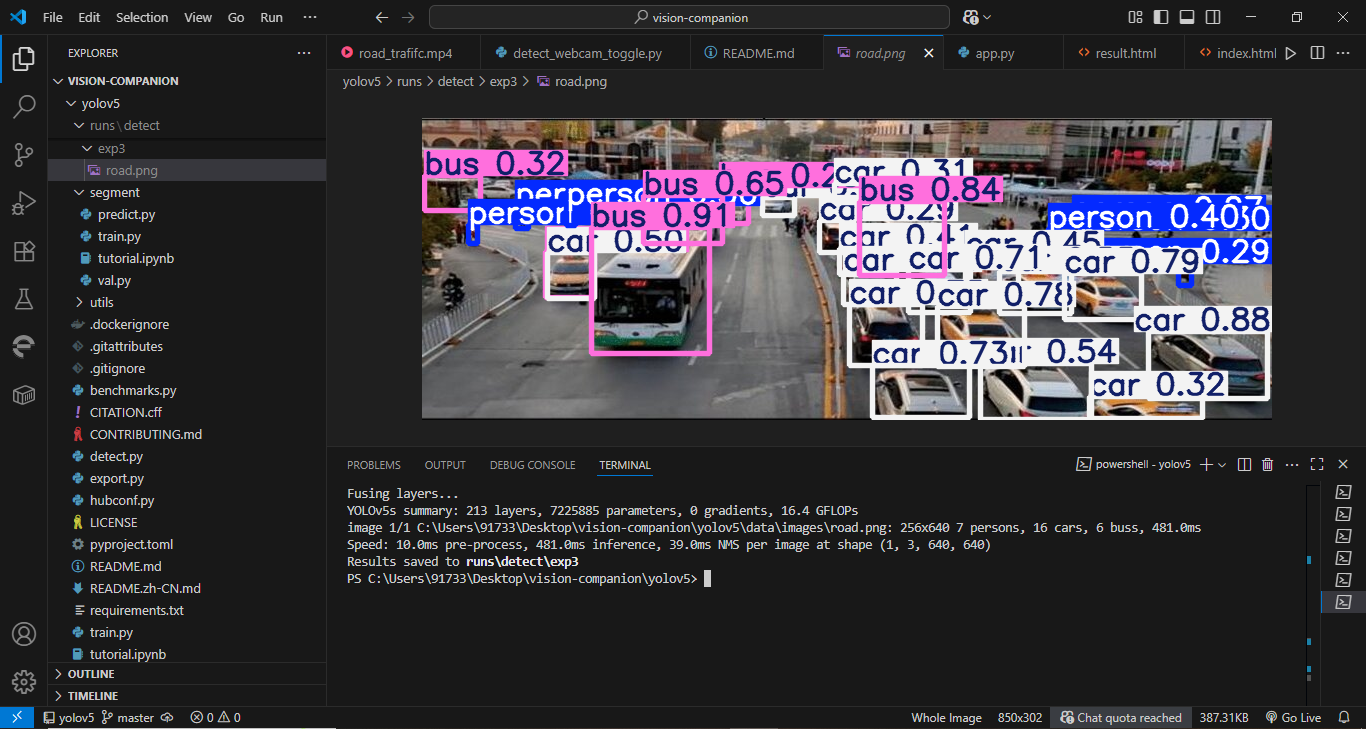 File Edit Selection View Go Run ···
vision-companion
EXPLORER
road_trafifc.mp4
detect_webcam_toggle.py
README.md
road.png
app.py
result.html
index.html
VISION-COMPANION
yolov5 > runs > detect > exp3 > road.png
yolov5
runs\detect
exp3
road.png
segment
predict.py
train.py
tutorial.ipynb
val.py
utils
.dockerignore
.gitattributes
.gitignore
benchmarks.py
CITATION.cff
CONTRIBUTING.md
detect.py
export.py
hubconf.py
LICENSE
pyproject.toml
README.md
README.zh-CN.md
requirements.txt
train.py
tutorial.ipynb
OUTLINE
TIMELINE
bus 0.32
person
bus 0.65
car 0.31
bus 0.84
person
bus 0.91
car 0.29
person 0.40
car 0.50
car 0.41
car 0.45
0.29
car
car 0.71
car 0.79
car
car 0.78
car 0.88
car 0.73
0.54
car 0.32
PROBLEMS OUTPUT DEBUG CONSOLE TERMINAL
powershell - yolov5
Fusing layers...
YOLOv5s summary: 213 layers, 7225885 parameters, 0 gradients, 16.4 GFLOPs
image 1/1 C:\Users\91733\Desktop\vision-companion\yolov5\data\images\road.png: 256x640 7 persons, 16 cars, 6 buss, 481.0ms
Speed: 10.0ms pre-process, 481.0ms inference, 39.0ms NMS per image at shape (1, 3, 640, 640)
Results saved to runs\detect\exp3
PS C:\Users\91733\Desktop\vision-companion\yolov5>
yolov5 master 0 0 Whole Image 850x302 Chat quota reached 387.31KB Go Live